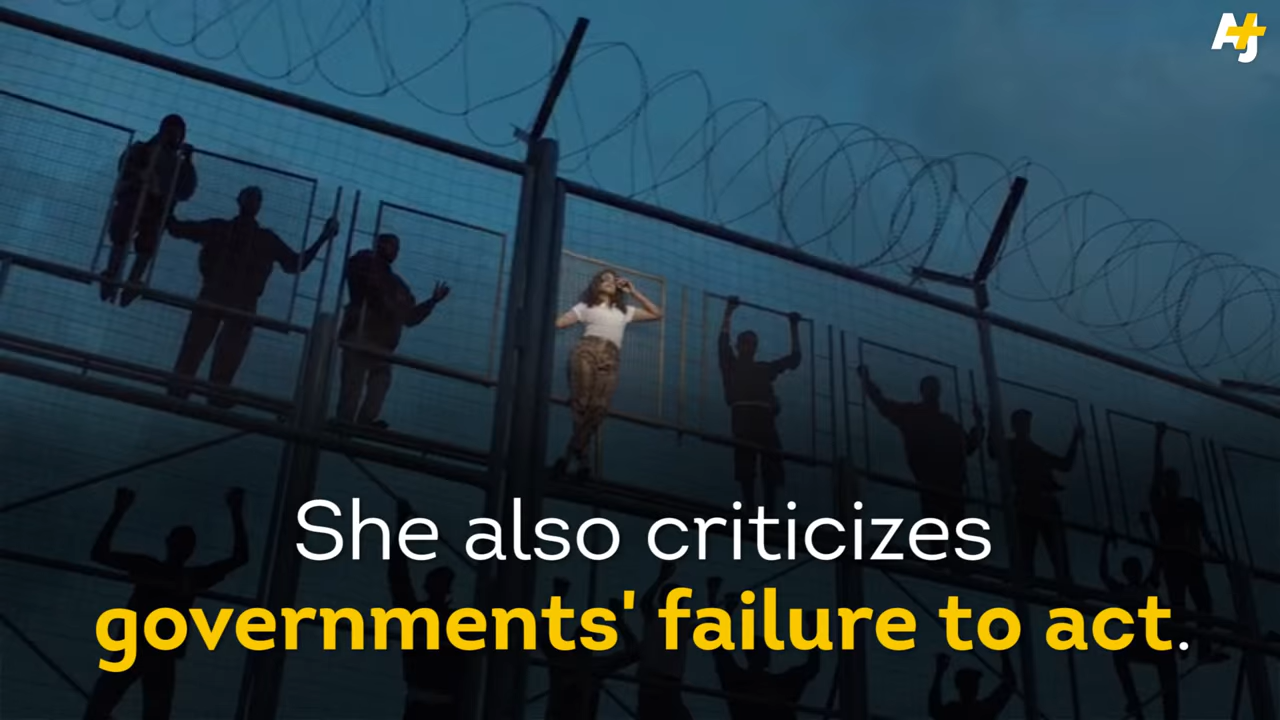 AJ+
She also criticizes
governments' failure to act.